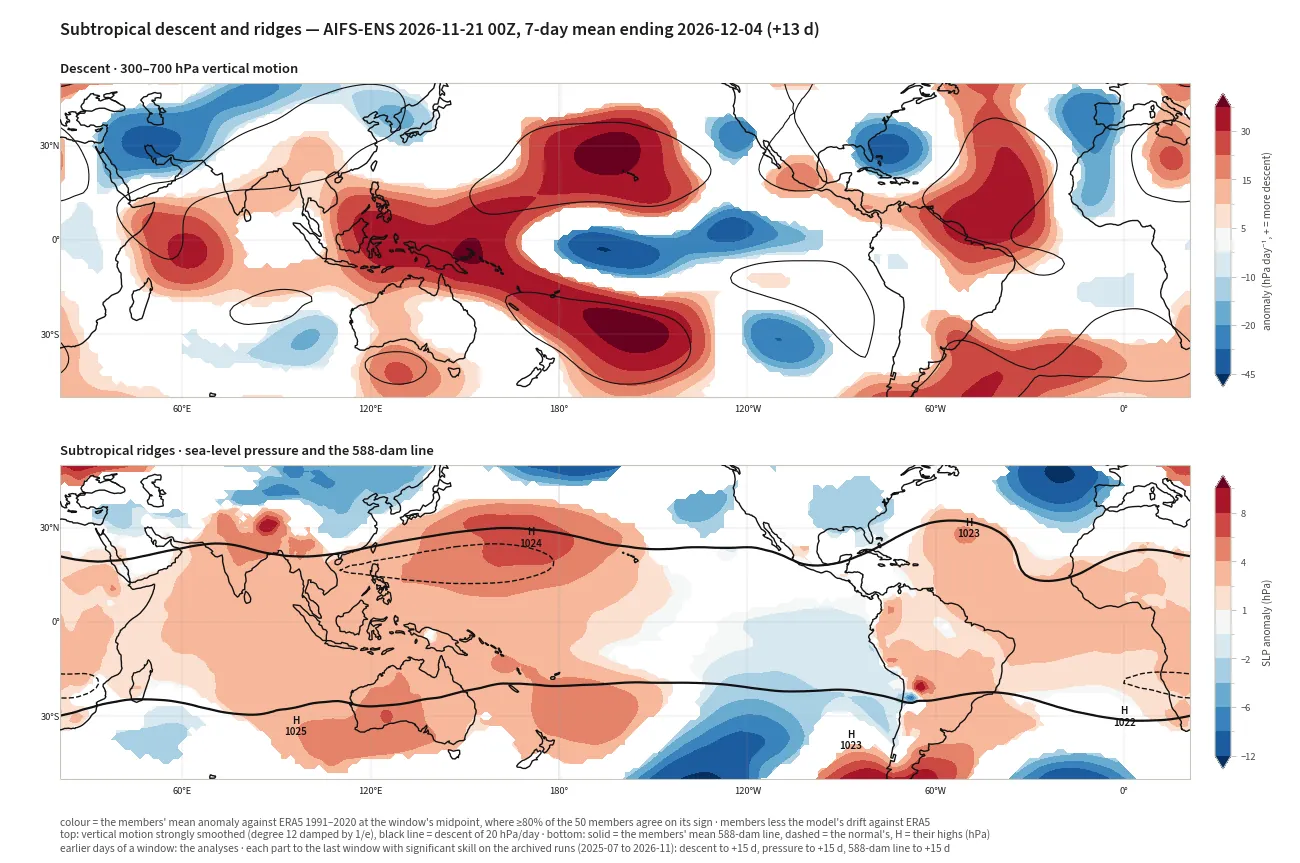 Subtropical descent and ridges — AIFS-ENS 2026-11-21 00Z, 7-day mean ending 2026-12-04 (+13 d)
Descent · 300–700 hPa vertical motion
30°N
0°
30°S
60°E
120°E
180°
120°W
60°W
0°
30
15
5
−10
−20
−45
anomaly (hPa day⁻¹, + = more descent)
Subtropical ridges · sea-level pressure and the 588-dam line
30°N
0°
30°S
H
1024
H
1023
H
1025
H
1023
H
1022
60°E
120°E
180°
120°W
60°W
0°
8
4
1
−2
−6
−12
SLP anomaly (hPa)
colour = the members' mean anomaly against ERA5 1991–2020 at the window's midpoint, where ≥80% of the 50 members agree on its sign · members less the model's drift against ERA5
top: vertical motion strongly smoothed (degree 12 damped by 1/e), black line = descent of 20 hPa/day · bottom: solid = the members' mean 588-dam line, dashed = the normal's, H = their highs (hPa)
earlier days of a window: the analyses · each part to the last window with significant skill on the archived runs (2025-07 to 2026-11): descent to +15 d, pressure to +15 d, 588-dam line to +15 d